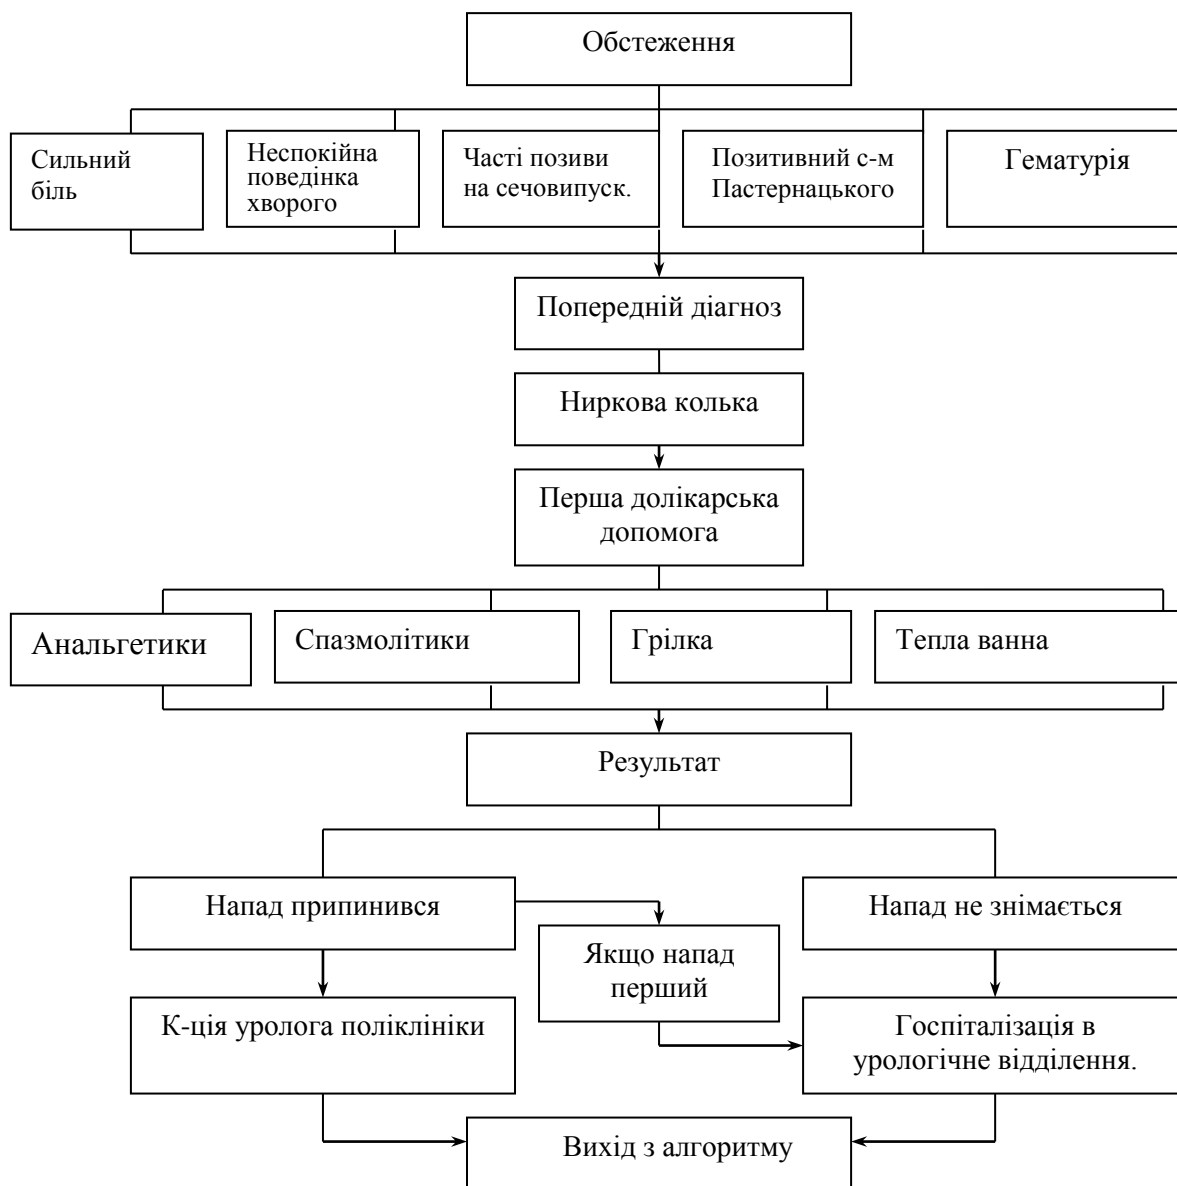 Обстеження
Сильний
біль
Неспокійна
поведінка
хворого
Часті позиви
на сечовипуск.
Позитивний с-м
Пастернацького
Гематурія
Попередній діагноз
Ниркова колька
Перша долікарська
допомога
Анальгетики
Спазмолітики
Грілка
Тепла ванна
Результат
Напад припинився
Якщо напад
перший
Напад не знімається
К-ція уролога поліклініки
Госпіталізація в
урологічне відділення.
Вихід з алгоритму